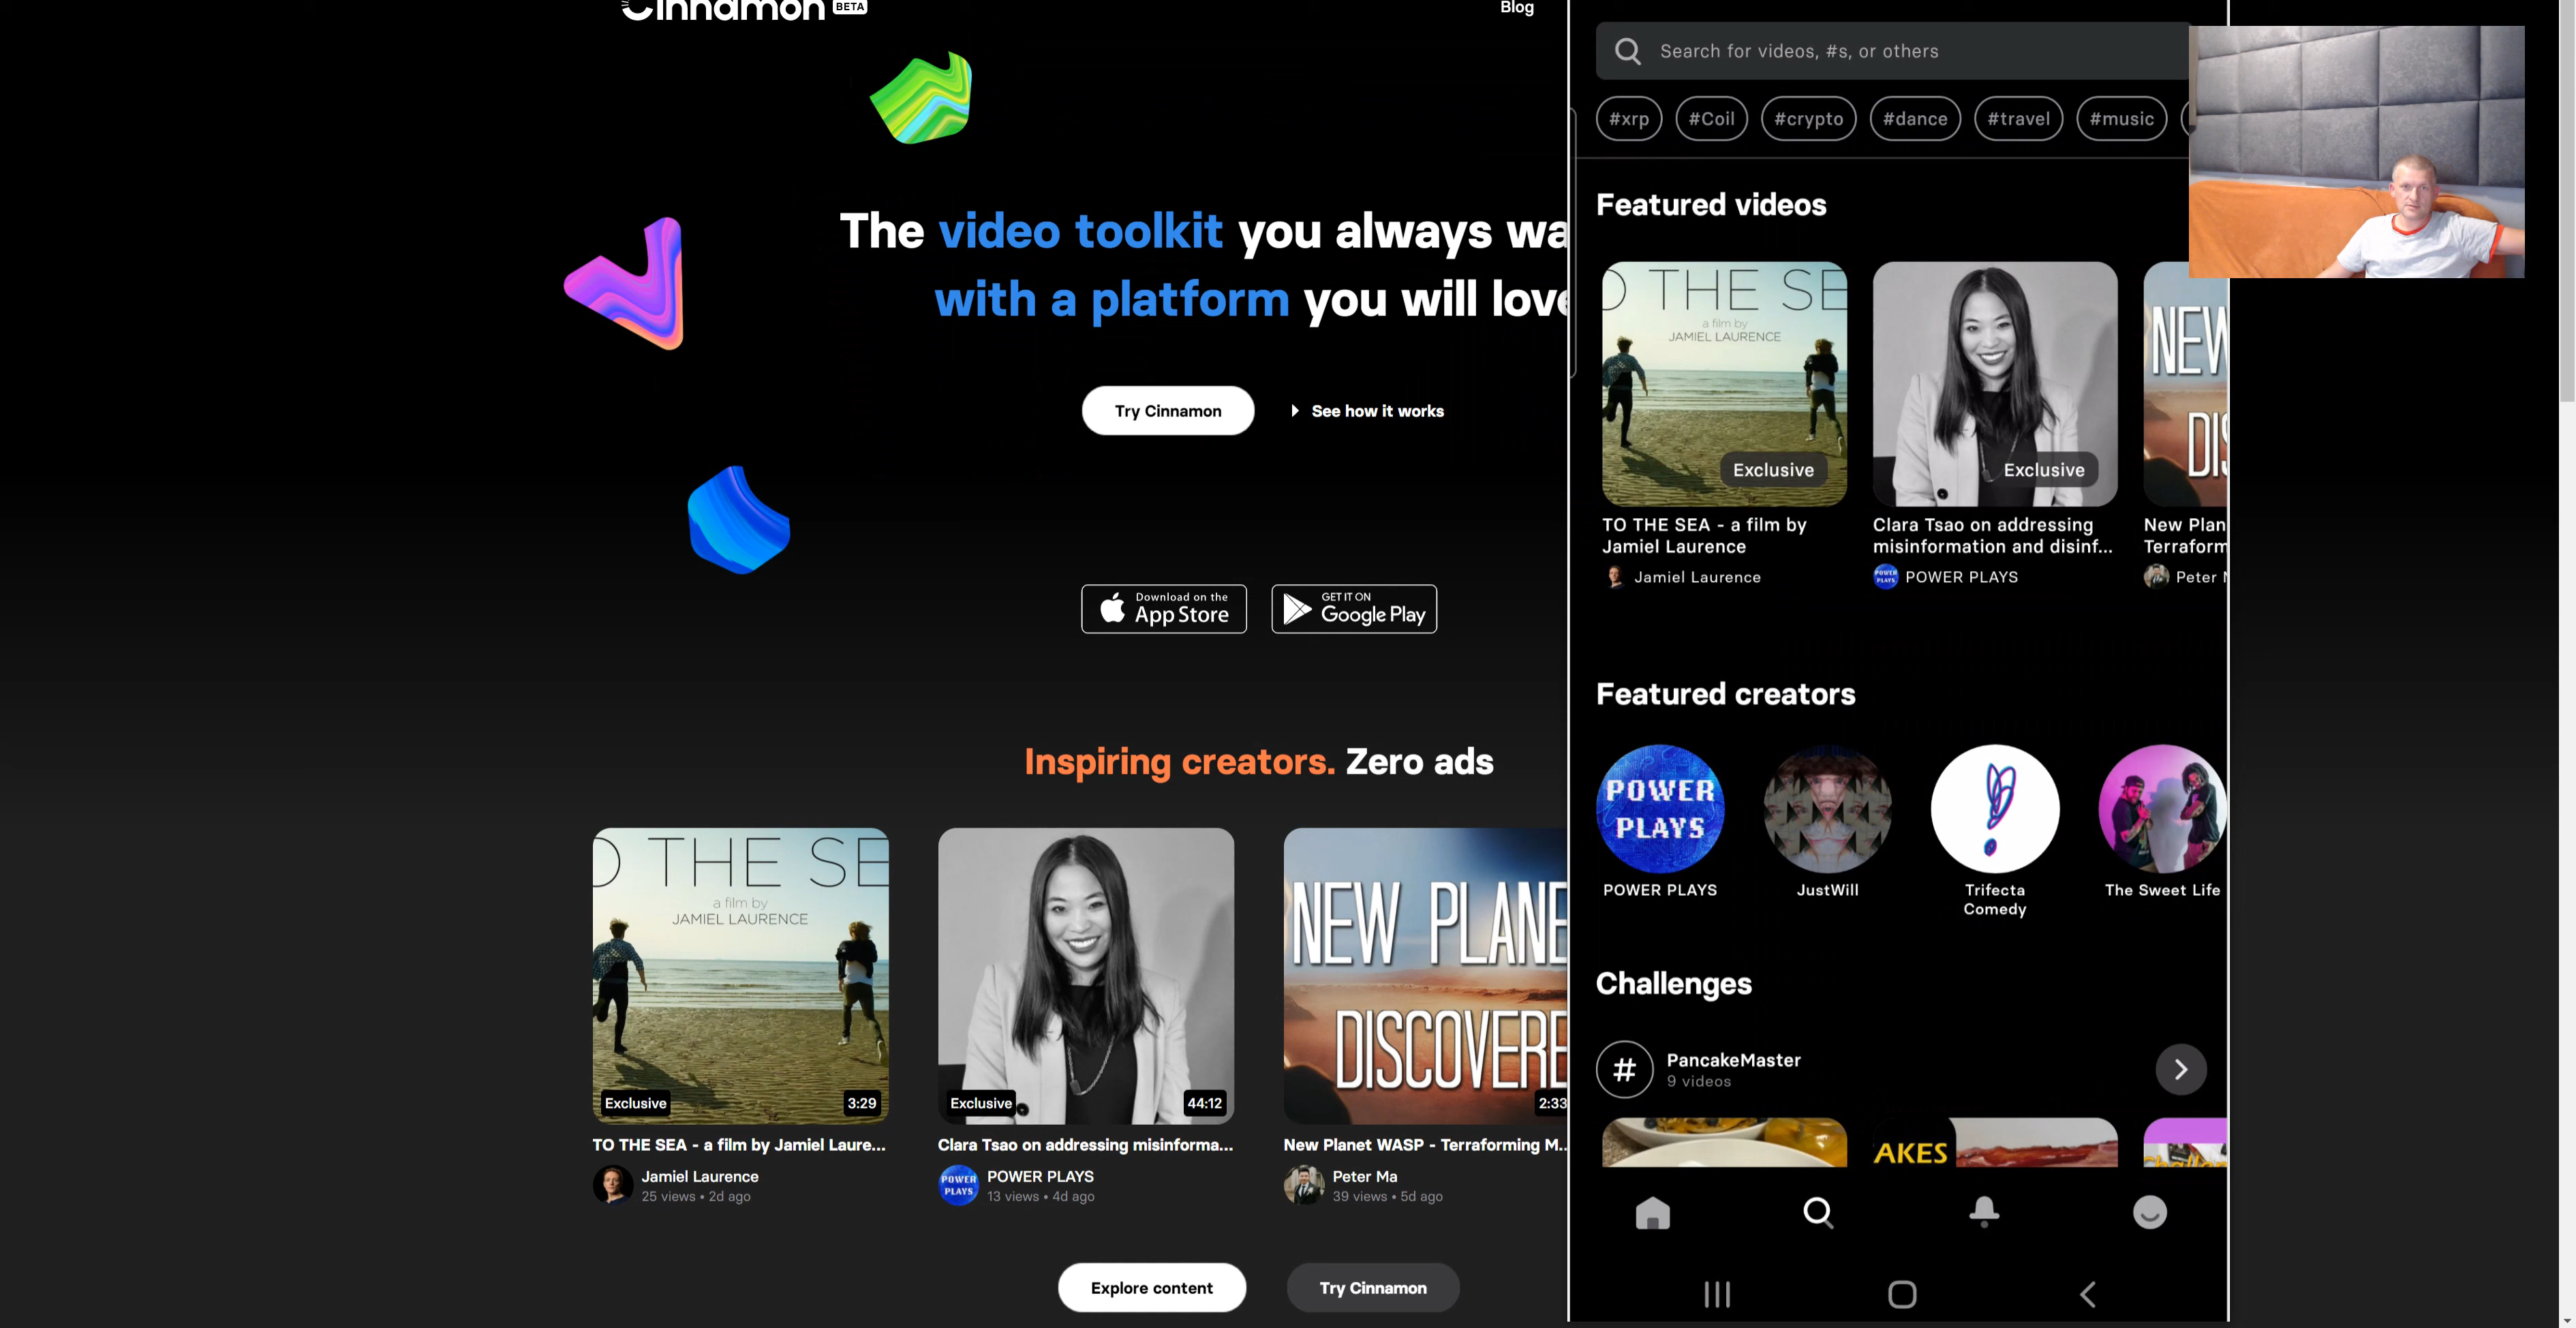 Cinnamon BETA
Blog
The video toolkit you always wa
with a platform you will love
Try Cinnamon
See how it works
Download on the
App Store
GET IT ON
Google Play
Inspiring creators. Zero ads
O THE SE
a film by
JAMIEL LAURENCE
Exclusive
3:29
TO THE SEA - a film by Jamiel Laure...
Jamiel Laurence
25 views • 2d ago
Exclusive
44:12
Clara Tsao on addressing misinforma...
POWER
PLAYS
POWER PLAYS
13 views • 4d ago
NEW PLANE
DISCOVERE
2:33
New Planet WASP - Terraforming M...
Peter Ma
39 views • 5d ago
Explore content
Try Cinnamon
Search for videos, #s, or others
#xrp
#Coil
#crypto
#dance
#travel
#music
Featured videos
O THE SE
a film by
JAMIEL LAURENCE
Exclusive
TO THE SEA - a film by
Jamiel Laurence
Jamiel Laurence
Exclusive
Clara Tsao on addressing
misinformation and disinf...
POWER
PLAYS
POWER PLAYS
NEW
DIS
New Plan
Terraform
Peter M
Featured creators
POWER
PLAYS
POWER PLAYS
JustWill
Trifecta
Comedy
The Sweet Life
Challenges
#
PancakeMaster
9 videos
AKES